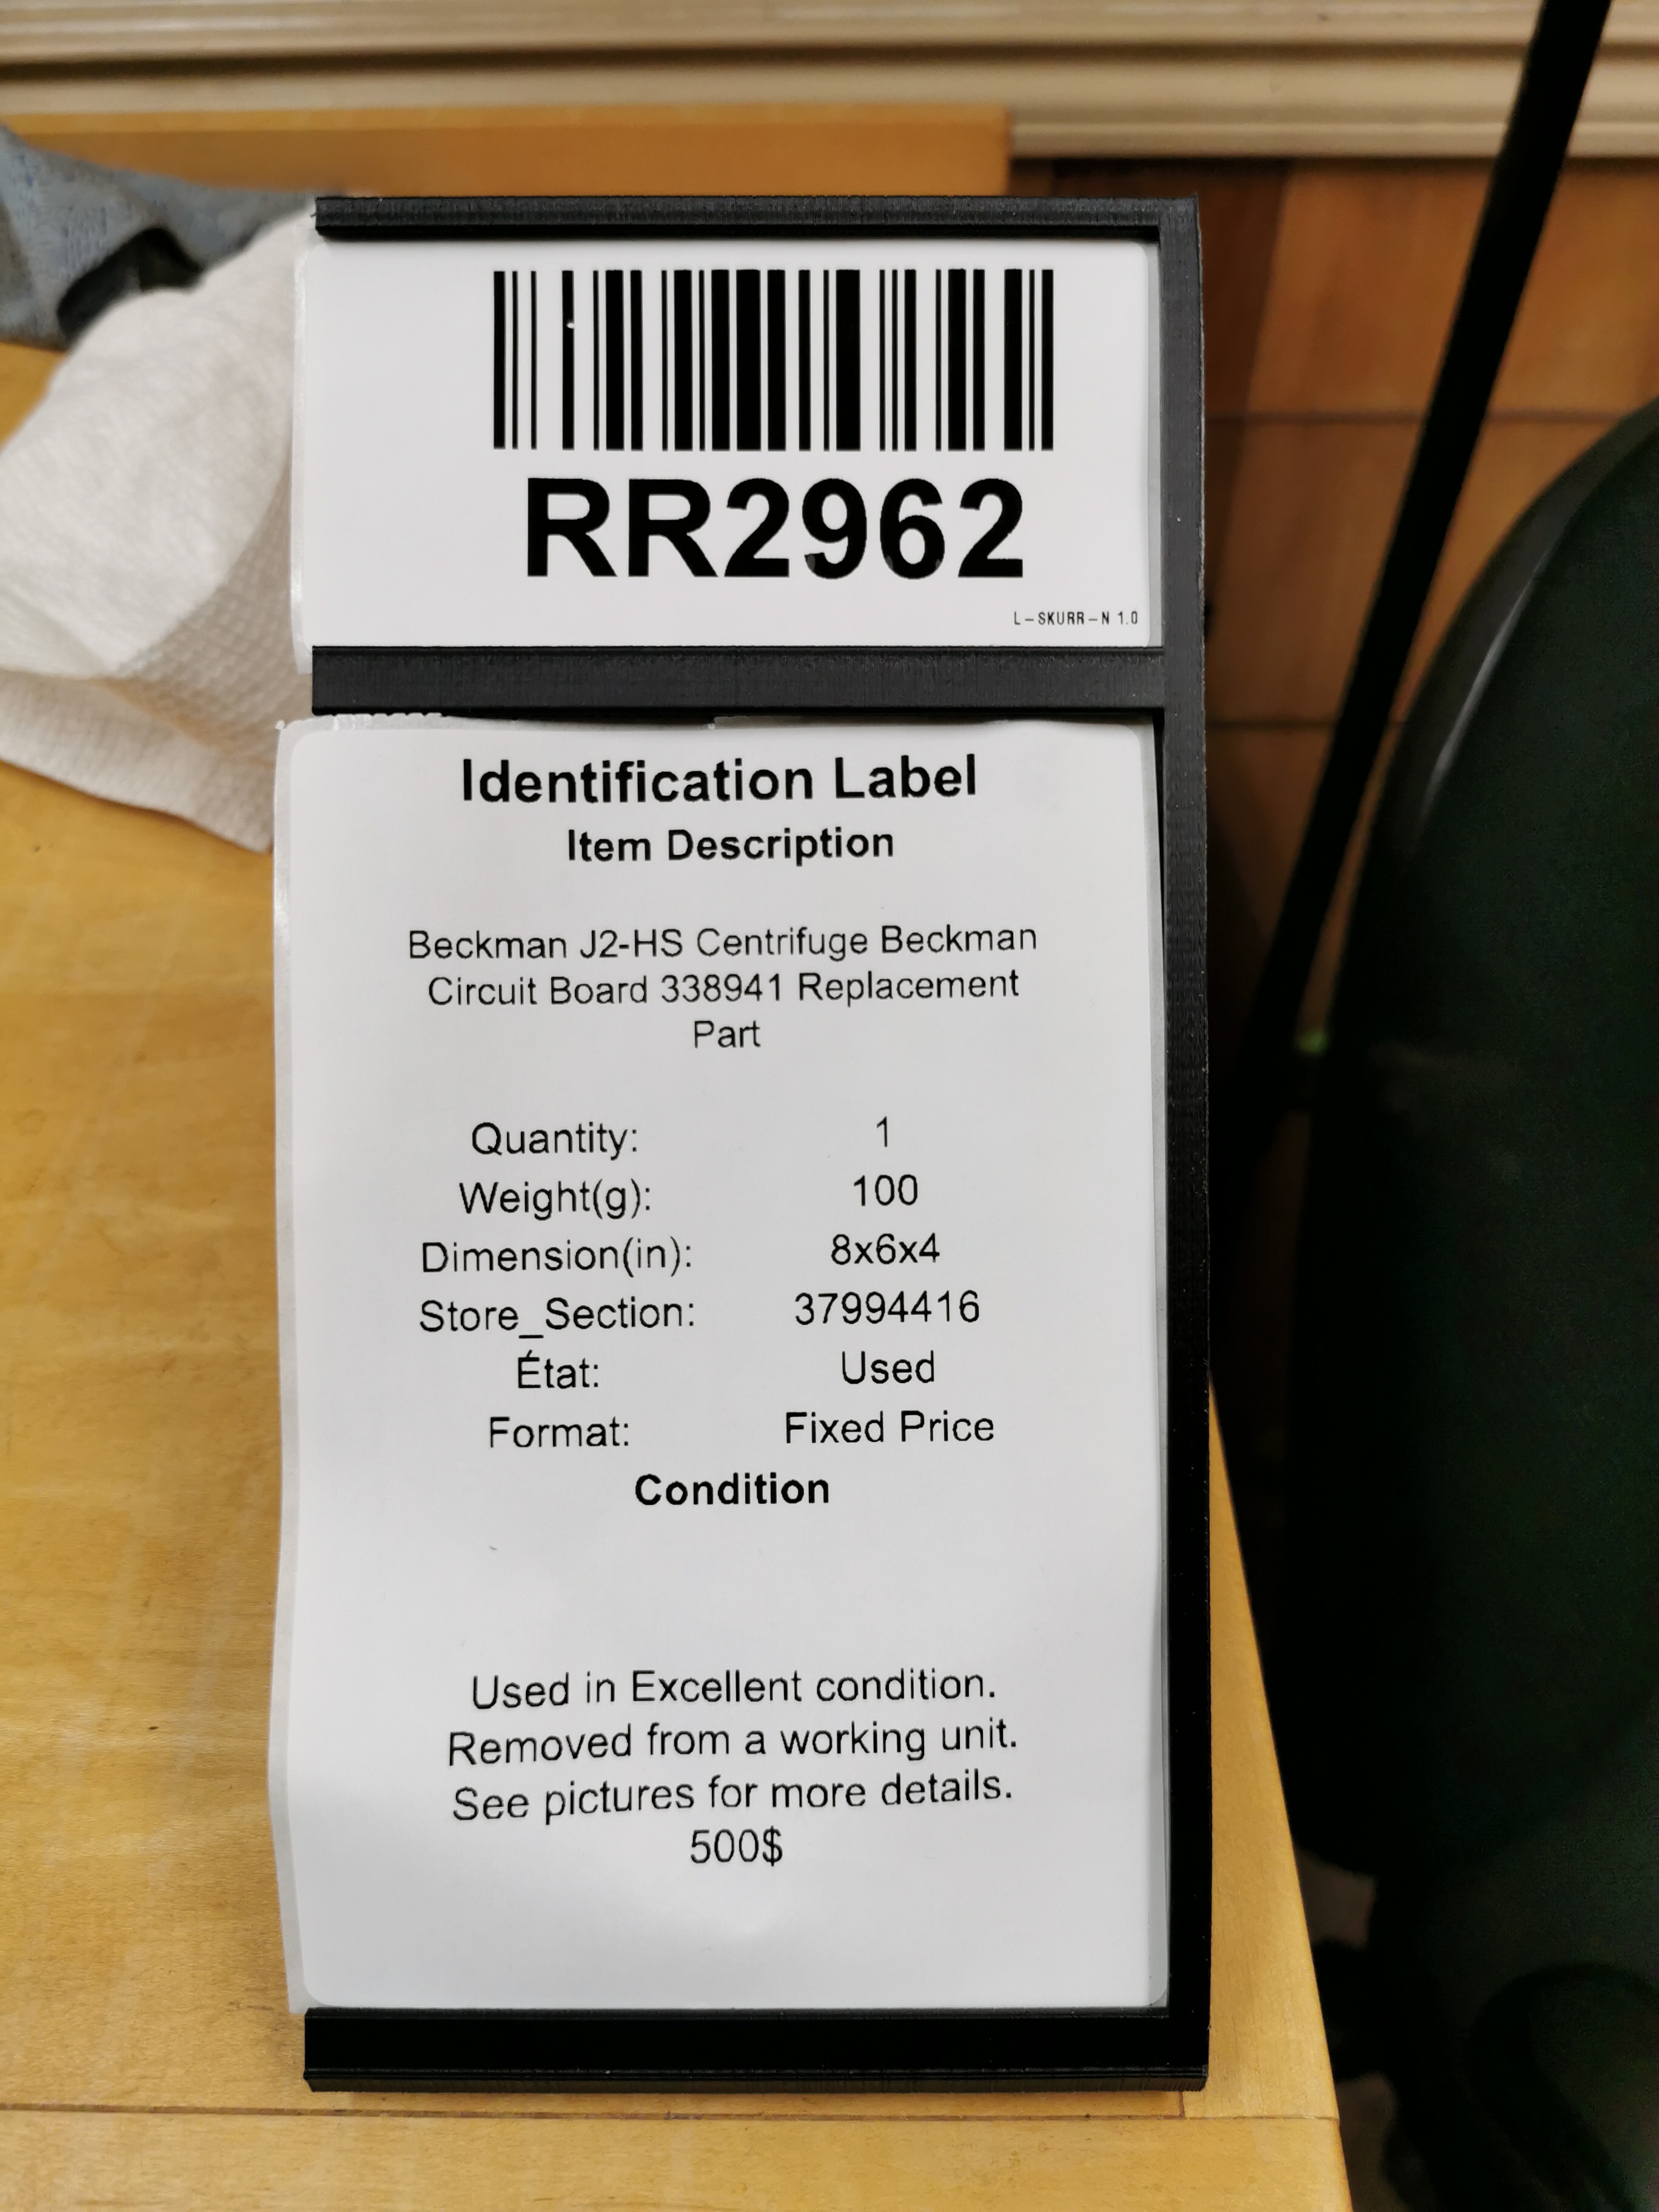 RR2962
L-SKURR-N 1.0
Identification Label
Item Description
Beckman J2-HS Centrifuge Beckman
Circuit Board 338941 Replacement
Part
Quantity: 1
Weight(g): 100
Dimension(in): 8x6x4
Store_Section: 37994416
État: Used
Format: Fixed Price
Condition
Used in Excellent condition.
Removed from a working unit.
See pictures for more details.
500$